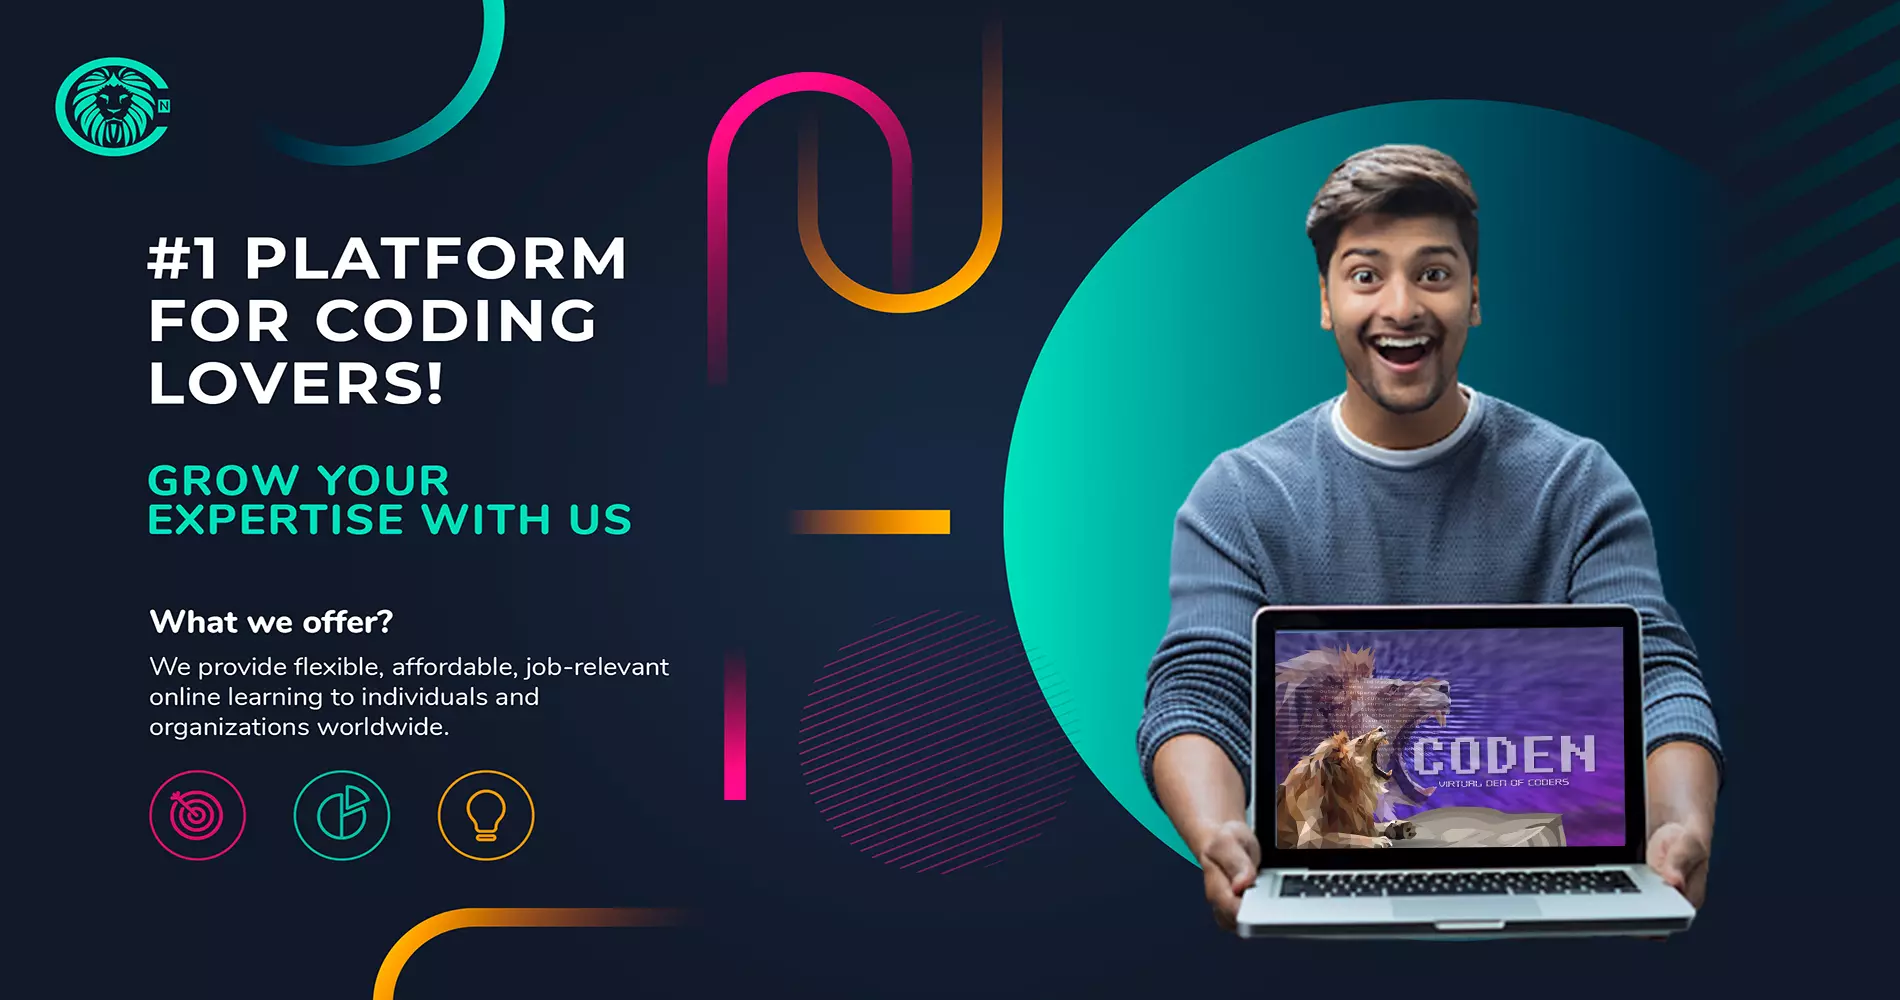 N
#1 PLATFORM
FOR CODING
LOVERS!
GROW YOUR
EXPERTISE WITH US
What we offer?
We provide flexible, affordable, job-relevant
online learning to individuals and
organizations worldwide.
CODEN
VIRTUAL DEN OF CODERS